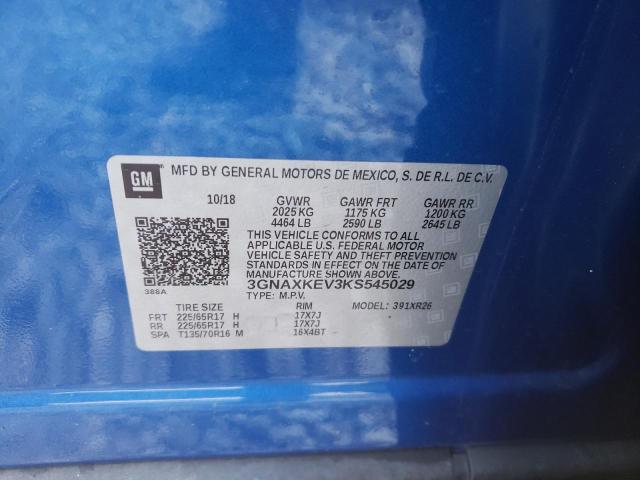 GM
MFD BY GENERAL MOTORS DE MEXICO, S. DE R.L. DE C.V.
10/18 GVWR GAWR FRT GAWR RR
2025 KG 1175 KG 1200 KG
4464 LB 2590 LB 2645 LB
THIS VEHICLE CONFORMS TO ALL
APPLICABLE U.S. FEDERAL MOTOR
VEHICLE SAFETY, BUMPER, AND THEFT PREVENTION
STANDARDS IN EFFECT ON THE DATE OF MANUFACTURE SHOWN ABOVE.
3GNAXKEV3KS545029
388A TYPE: M.P.V. MODEL: 391XR26
TIRE SIZE RIM
FRT 225/65R17 H 17X7J
RR 225/65R17 H 17X7J
SPA T135/70R16 M 16X4BT